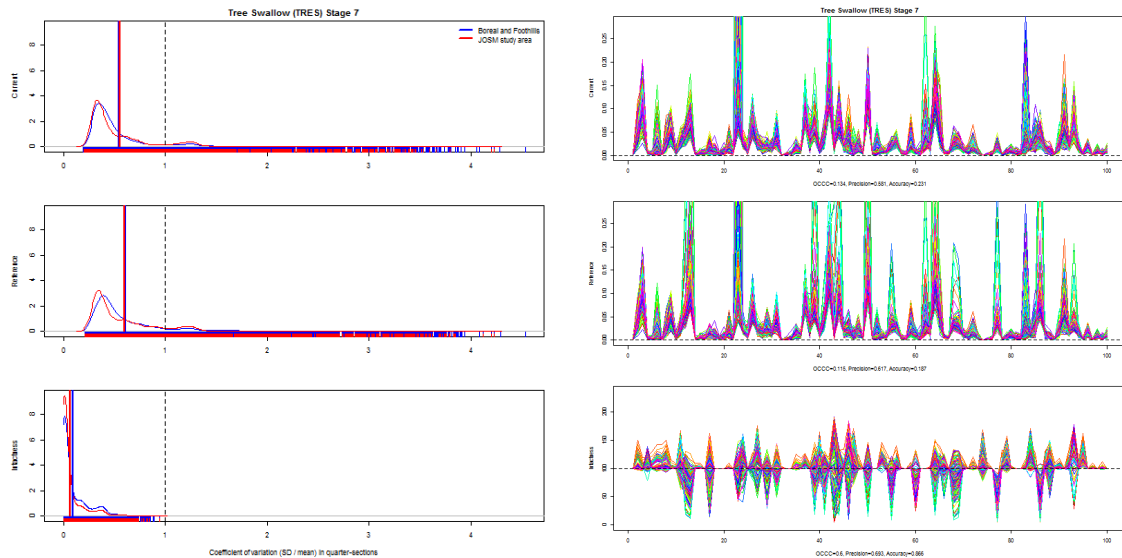 Tree Swallow (TRES) Stage 7
Boreal and Foothills
JOSM study area
Current
0 2 4 6 8
0 1 2 3 4
Reference
0 2 4 6 8
0 1 2 3 4
Intactness
0 2 4 6 8
0 1 2 3 4
Coefficient of variation (SD / mean) in quarter-sections
Tree Swallow (TRES) Stage 7
Current
0.00 0.05 0.10 0.15 0.20 0.25
0 20 40 60 80 100
OCCC=0.134, Precision=0.581, Accuracy=0.231
Reference
0.00 0.05 0.10 0.15 0.20 0.25
0 20 40 60 80 100
OCCC=0.115, Precision=0.617, Accuracy=0.187
Intactness
0 50 100 150 200
0 20 40 60 80 100
OCCC=0.6, Precision=0.693, Accuracy=0.866